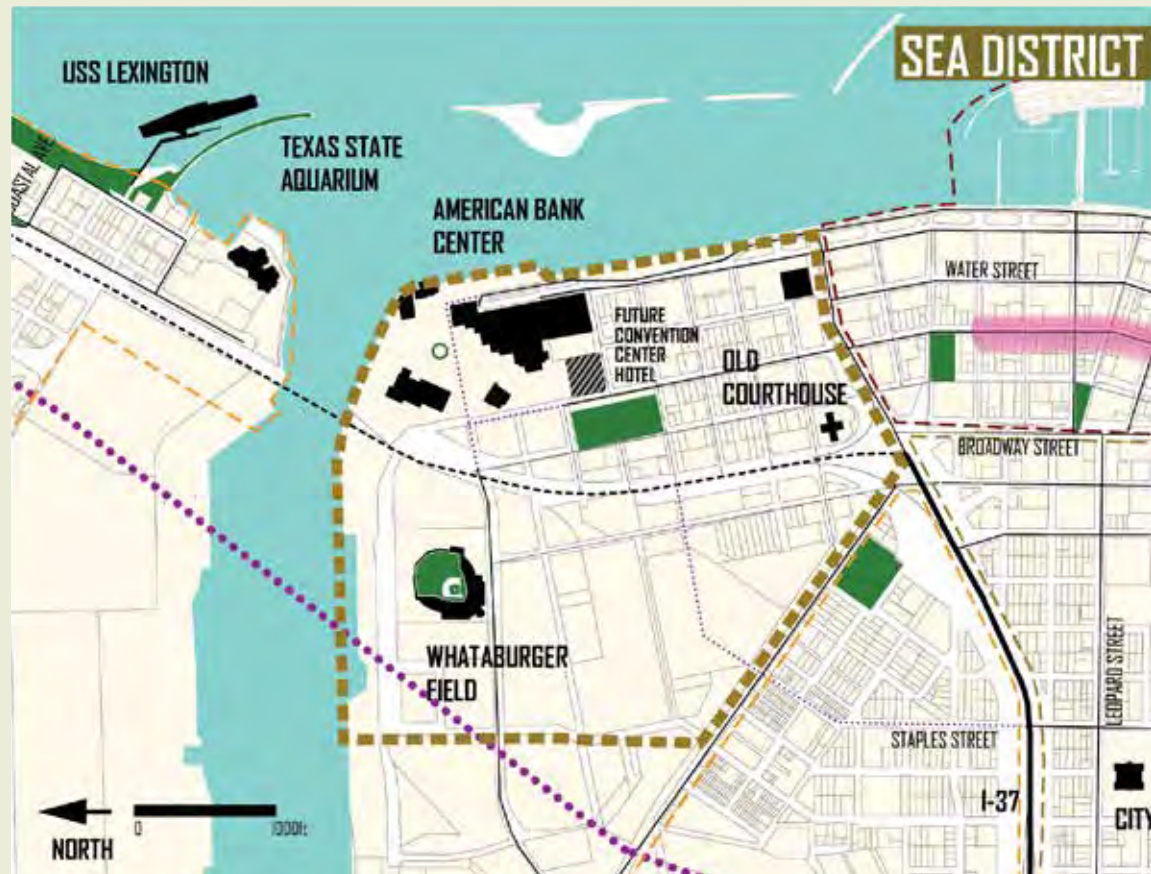 SEA DISTRICT
USS LEXINGTON
TEXAS STATE
AQUARIUM
AMERICAN BANK
CENTER
WATER STREET
FUTURE
CONVENTION
CENTER
HOTEL
OLD
COURTHOUSE
BROADWAY STREET
WHATABURGER
FIELD
LEOPARD STREET
STAPLES STREET
I-37
CITY
NORTH
0
1000ft